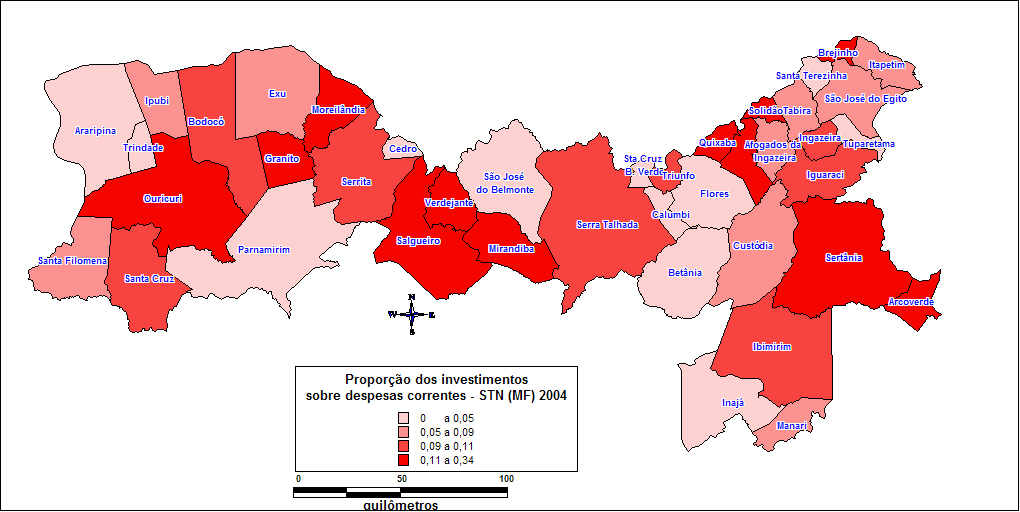 Brejinho
Itapetim
Santa Terezinha
São José do Egito
Solidão
Tabira
Ipubi
Exu
Moreilândia
Bodocó
Araripina
Trindade
Cedro
Granito
Quixaba
Afogados da
Ingazeira
Ingazeira
Tuparetama
Iguaraci
Sta.Cruz
B. Verde
Triunfo
São José
do Belmonte
Serrita
Flores
Ouricuri
Verdejante
Calumbi
Serra Talhada
Salgueiro
Mirandiba
Parnamirim
Custódia
Santa Filomena
Santa Cruz
Betânia
Sertânia
Arcoverde
N
W E
S
Ibimirim
Inajá
Manari
Proporção dos investimentos
sobre despesas correntes - STN (MF) 2004
0 a 0,05
0,05 a 0,09
0,09 a 0,11
0,11 a 0,34
0 50 100
quilômetros